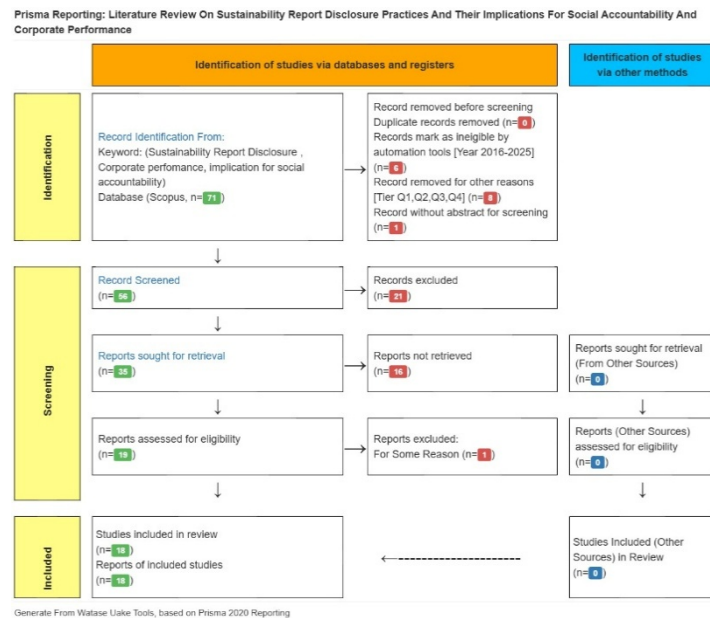 Prisma Reporting: Literature Review On Sustainability Report Disclosure Practices And Their Implications For Social Accountability And
Corporate Performance
Identification of studies via databases and registers
Identification of studies
via other methods
Identification
Record Identification From:
Keyword: (Sustainability Report Disclosure ,
Corporate perfomance, implication for social
accountability)
Database (Scopus, n=71)
Record removed before screening
Duplicate records removed (n=0)
Records mark as ineligible by
automation tools [Year 2016-2025]
(n=6)
Record removed for other reasons
[Tier Q1,Q2,Q3,Q4] (n=8)
Record without abstract for screening
(n=1)
Screening
Record Screened
(n=56)
Records excluded
(n=21)
Reports sought for retrieval
(n=35)
Reports not retrieved
(n=16)
Reports sought for retrieval
(From Other Sources)
(n=0)
Reports assessed for eligibility
(n=19)
Reports excluded:
For Some Reason (n=1)
Reports (Other Sources)
assessed for eligibility
(n=0)
Included
Studies included in review
(n=18)
Reports of included studies
(n=18)
Studies Included (Other
Sources) in Review
(n=0)
Generate From Watase Uake Tools, based on Prisma 2020 Reporting